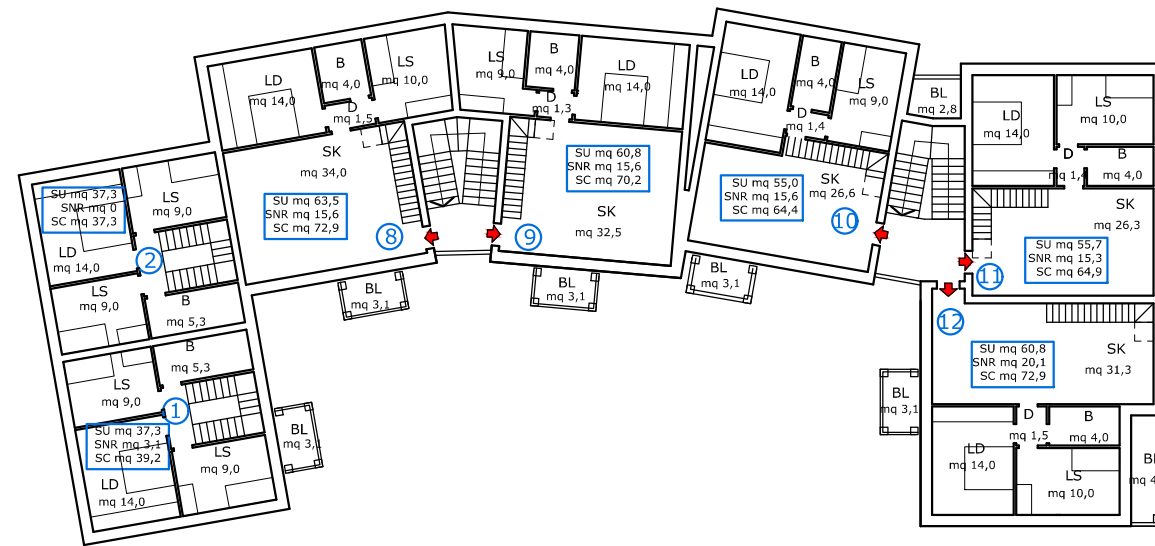 SU mq 37,3
SNR mq 0
SC mq 37,3
LS
mq 9,0
LD
mq 14,0
2
LS
mq 9,0
B
mq 5,3
B
mq 5,3
LS
mq 9,0
1
SU mq 37,3
SNR mq 3,1
SC mq 39,2
LD
mq 14,0
LS
mq 9,0
BL
mq 3,1
LD
mq 14,0
B
mq 4,0
LS
mq 10,0
D
mq 1,5
SK
mq 34,0
SU mq 63,5
SNR mq 15,6
SC mq 72,9
8
BL
mq 3,1
LS
mq 9,0
B
mq 4,0
LD
mq 14,0
D
mq 1,3
SU mq 60,8
SNR mq 15,6
SC mq 70,2
SK
mq 32,5
9
BL
mq 3,1
LD
mq 14,0
B
mq 4,0
LS
mq 9,0
D
mq 1,4
SU mq 55,0
SNR mq 15,6
SC mq 64,4
SK
mq 26,6
10
BL
mq 3,1
BL
mq 2,8
LD
mq 14,0
LS
mq 10,0
D
mq 1,4
B
mq 4,0
SK
mq 26,3
SU mq 55,7
SNR mq 15,3
SC mq 64,9
11
12
SU mq 60,8
SNR mq 20,1
SC mq 72,9
SK
mq 31,3
BL
mq 3,1
D
mq 1,5
B
mq 4,0
LD
mq 14,0
LS
mq 10,0